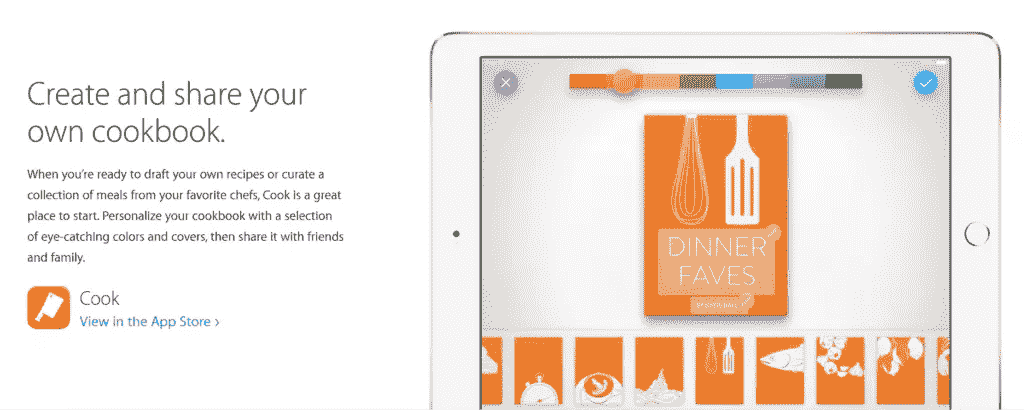 Create and share your
own cookbook.
When you're ready to draft your own recipes or curate a
collection of meals from your favorite chefs, Cook is a great
place to start. Personalize your cookbook with a selection
of eye-catching colors and covers, then share it with friends
and family.
Cook
View in the App Store ›
DINNER
FAVES